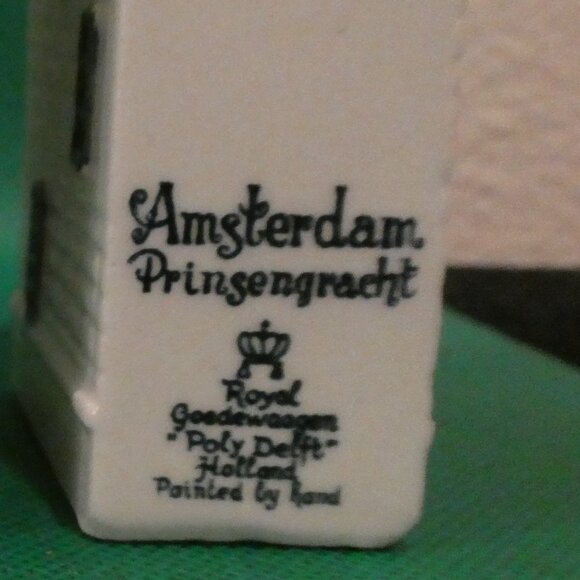 Amsterdam
Prinsengracht
Royal
Goedewaagen
"Poly Delft"
Holland
Painted by hand